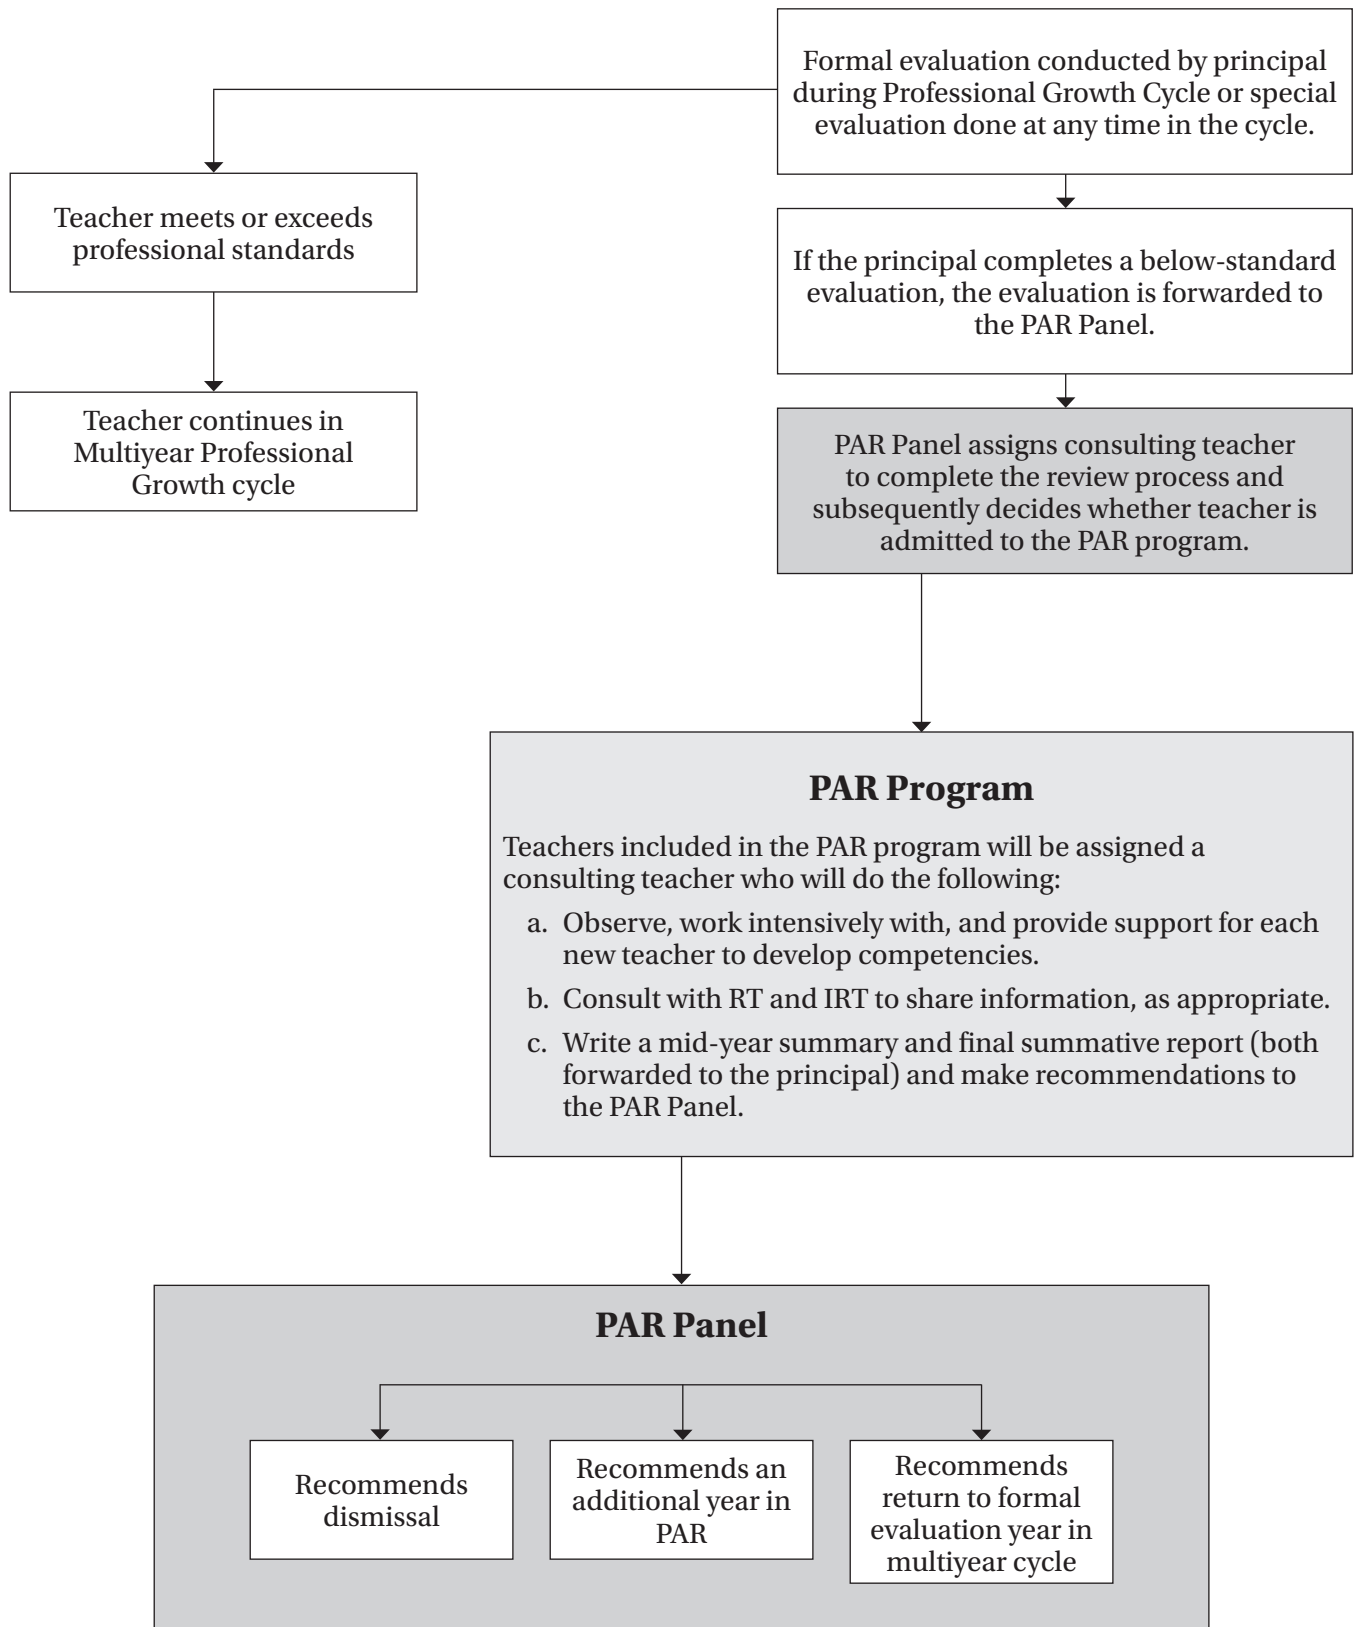 Formal evaluation conducted by principal
during Professional Growth Cycle or special
evaluation done at any time in the cycle.
Teacher meets or exceeds
professional standards
If the principal completes a below-standard
evaluation, the evaluation is forwarded to
the PAR Panel.
Teacher continues in
Multiyear Professional
Growth cycle
PAR Panel assigns consulting teacher
to complete the review process and
subsequently decides whether teacher is
admitted to the PAR program.
PAR Program
Teachers included in the PAR program will be assigned a
consulting teacher who will do the following:
a. Observe, work intensively with, and provide support for each
new teacher to develop competencies.
b. Consult with RT and IRT to share information, as appropriate.
c. Write a mid-year summary and final summative report (both
forwarded to the principal) and make recommendations to
the PAR Panel.
PAR Panel
Recommends
dismissal
Recommends an
additional year in
PAR
Recommends
return to formal
evaluation year in
multiyear cycle